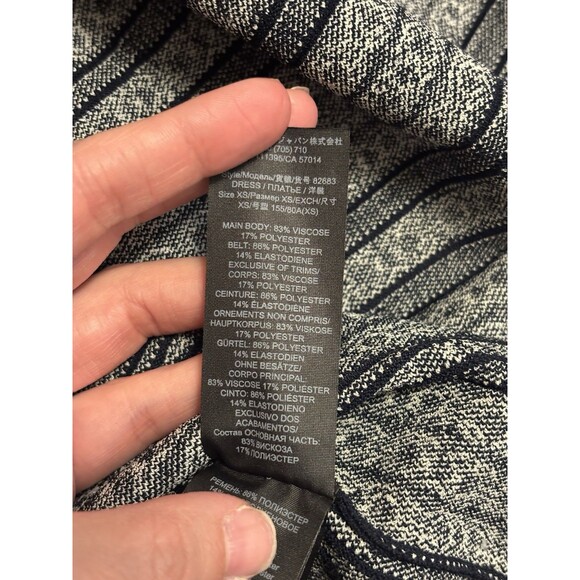 ジャパン株式会社
(705) 710
11395/CA 57014
Style/Модель/貨號/货号 82683
DRESS / ПЛАТЬЕ / 洋裝
Size XS/Размер XS/EXCH/尺寸
XS/号型 155/80A(XS)
MAIN BODY: 83% VISCOSE
17% POLYESTER
BELT: 86% POLYESTER
14% ELASTODIENE
EXCLUSIVE OF TRIMS/
CORPS: 83% VISCOSE
17% POLYESTER
CEINTURE: 86% POLYESTER
14% ÉLASTODIÈNE
ORNEMENTS NON COMPRIS/
HAUPTKORPUS: 83% VISKOSE
17% POLYESTER
GÜRTEL: 86% POLYESTER
14% ELASTODIEN
OHNE BESÄTZE/
CORPO PRINCIPAL:
83% VISCOSE 17% POLIÉSTER
CINTO: 86% POLIÉSTER
14% ELASTODIENO
EXCLUSIVO DOS
ACABAMENTOS/
Состав ОСНОВНАЯ ЧАСТЬ:
83% ВИСКОЗА
17% ПОЛИЭСТЕР
РЕМЕНЬ: 86% ПОЛИЭСТЕР